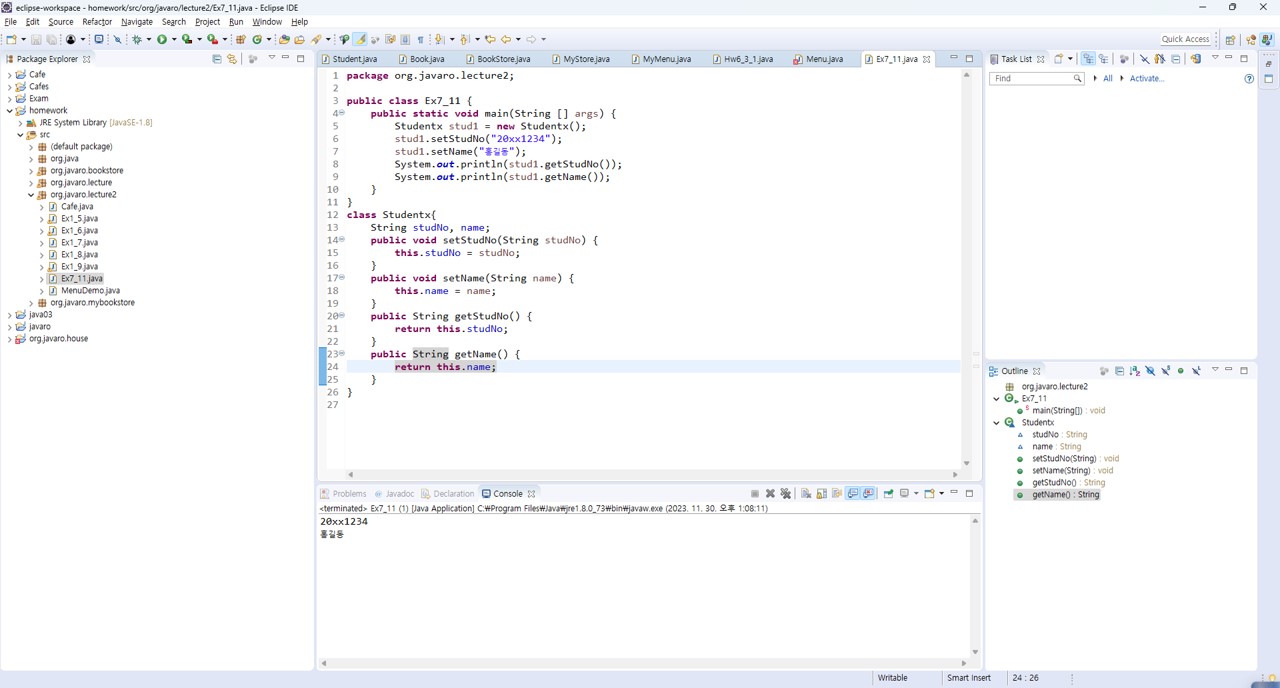 eclipse-workspace - homework/src/org/javaro/lecture2/Ex7_11.java - Eclipse IDE
File Edit Source Refactor Navigate Search Project Run Window Help
Quick Access
Package Explorer
Cafe
Cafes
Exam
homework
JRE System Library [JavaSE-1.8]
src
(default package)
org.java
org.javaro.bookstore
org.javaro.lecture
org.javaro.lecture2
Cafe.java
Ex1_5.java
Ex1_6.java
Ex1_7.java
Ex1_8.java
Ex1_9.java
Ex7_11.java
MenuDemo.java
org.javaro.mybookstore
java03
javaro
org.javaro.house
Student.java Book.java BookStore.java MyStore.java MyMenu.java Hw6_3_1.java Menu.java Ex7_11.java
1 package org.javaro.lecture2;
2
3 public class Ex7_11 {
4 public static void main(String [] args) {
5 Studentx stud1 = new Studentx();
6 stud1.setStudNo("20xx1234");
7 stud1.setName("홍길동");
8 System.out.println(stud1.getStudNo());
9 System.out.println(stud1.getName());
10 }
11 }
12 class Studentx{
13 String studNo, name;
14 public void setStudNo(String studNo) {
15 this.studNo = studNo;
16 }
17 public void setName(String name) {
18 this.name = name;
19 }
20 public String getStudNo() {
21 return this.studNo;
22 }
23 public String getName() {
24 return this.name;
25 }
26 }
27
Problems Javadoc Declaration Console
<terminated> Ex7_11 (1) [Java Application] C:₩Program Files₩Java₩jre1.8.0_73₩bin₩javaw.exe (2023. 11. 30. 오후 1:08:11)
20xx1234
홍길동
Task List
Find All Activate...
Outline
org.javaro.lecture2
Ex7_11
S main(String[]) : void
Studentx
studNo : String
name : String
setStudNo(String) : void
setName(String) : void
getStudNo() : String
getName() : String
Writable Smart Insert 24 : 26